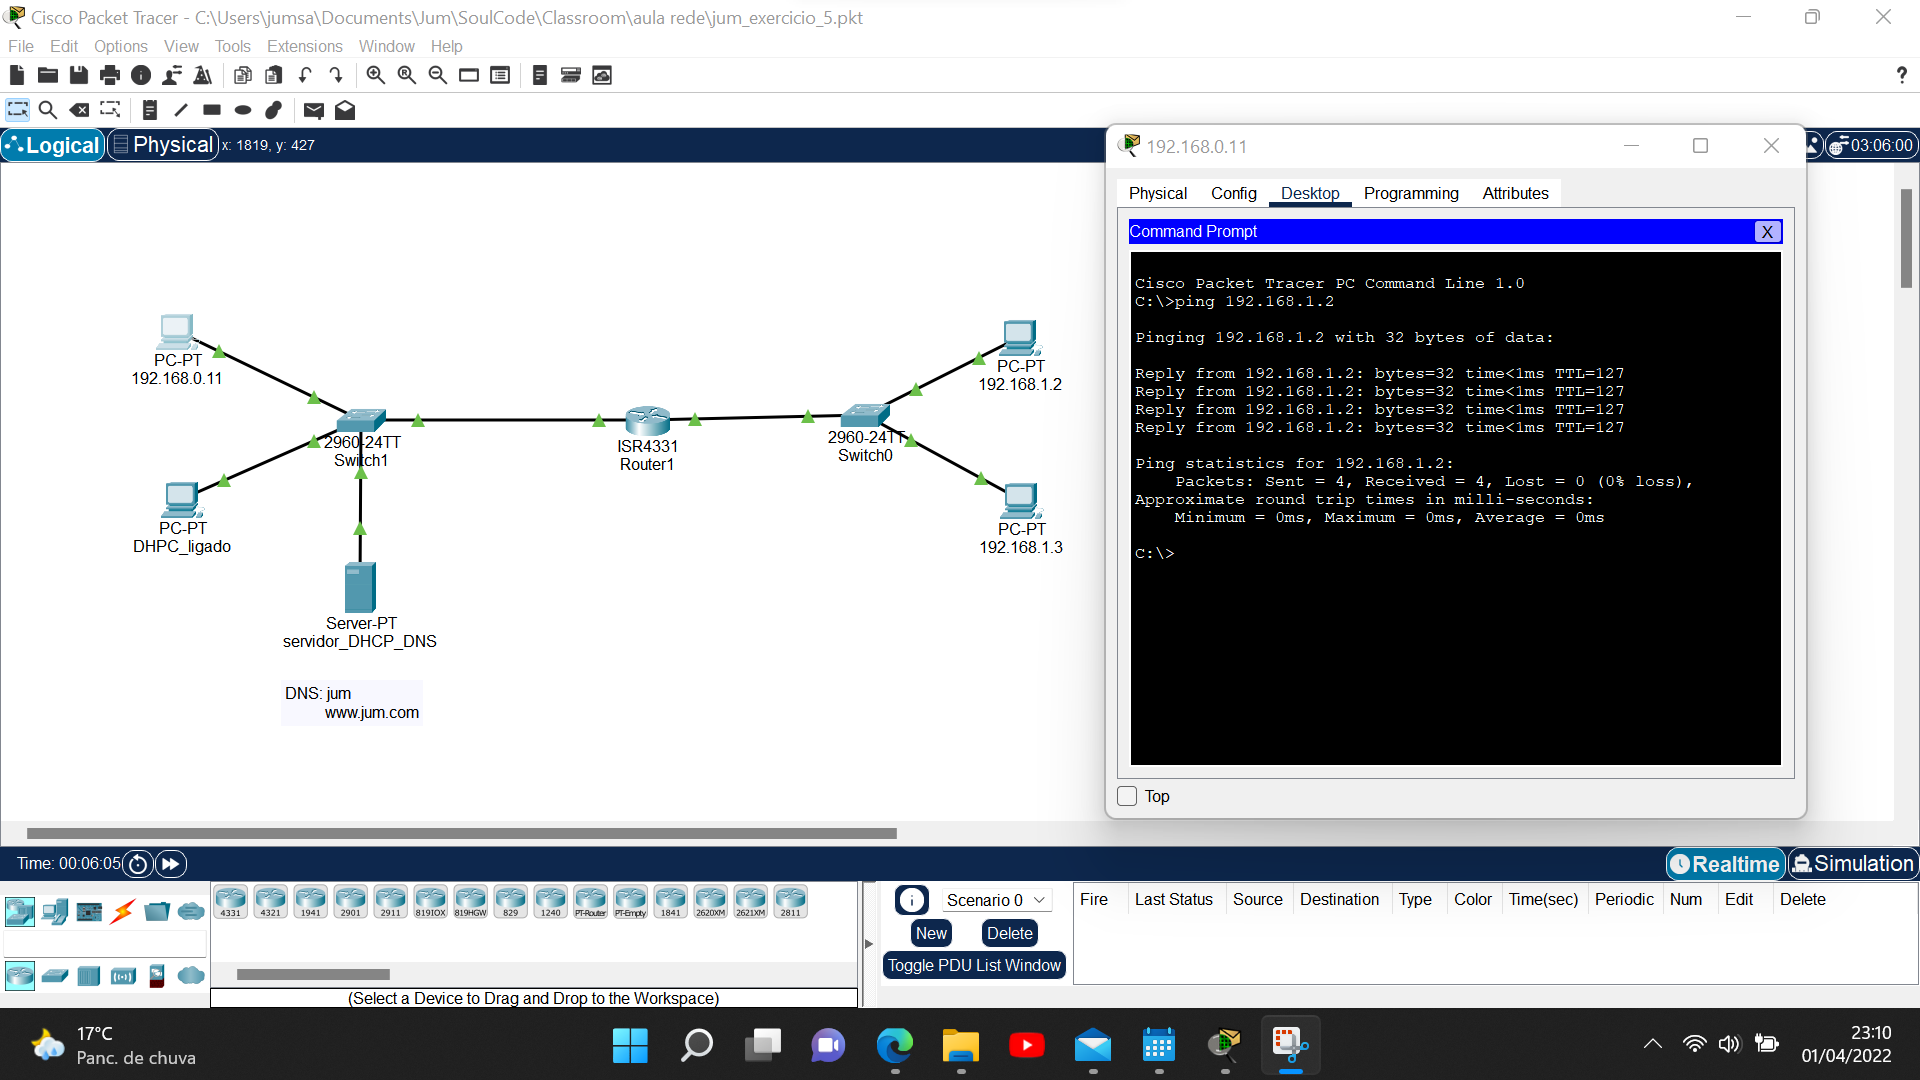 Cisco Packet Tracer - C:\Users\jumsa\Documents\Jum\SoulCode\Classroom\aula rede\jum_exercicio_5.pkt
File Edit Options View Tools Extensions Window Help
?
Logical Physical x: 1819, y: 427
03:06:00
192.168.0.11
Physical Config Desktop Programming Attributes
Command Prompt X
Cisco Packet Tracer PC Command Line 1.0
C:\>ping 192.168.1.2
Pinging 192.168.1.2 with 32 bytes of data:
Reply from 192.168.1.2: bytes=32 time<1ms TTL=127
Reply from 192.168.1.2: bytes=32 time<1ms TTL=127
Reply from 192.168.1.2: bytes=32 time<1ms TTL=127
Reply from 192.168.1.2: bytes=32 time<1ms TTL=127
Ping statistics for 192.168.1.2:
Packets: Sent = 4, Received = 4, Lost = 0 (0% loss),
Approximate round trip times in milli-seconds:
Minimum = 0ms, Maximum = 0ms, Average = 0ms
C:\>
Top
PC-PT
192.168.0.11
PC-PT
DHPC_ligado
2960-24TT
Switch1
Server-PT
servidor_DHCP_DNS
DNS: jum
www.jum.com
ISR4331
Router1
2960-24TT
Switch0
PC-PT
192.168.1.2
PC-PT
192.168.1.3
Time: 00:06:05
Realtime Simulation
4331 4321 1941 2901 2911 819IOX 819HGW 829 1240 PT-Router PT-Empty 1841 2620XM 2621XM 2811
(Select a Device to Drag and Drop to the Workspace)
Scenario 0
New Delete
Toggle PDU List Window
Fire Last Status Source Destination Type Color Time(sec) Periodic Num Edit Delete
17°C
Panc. de chuva
23:10
01/04/2022